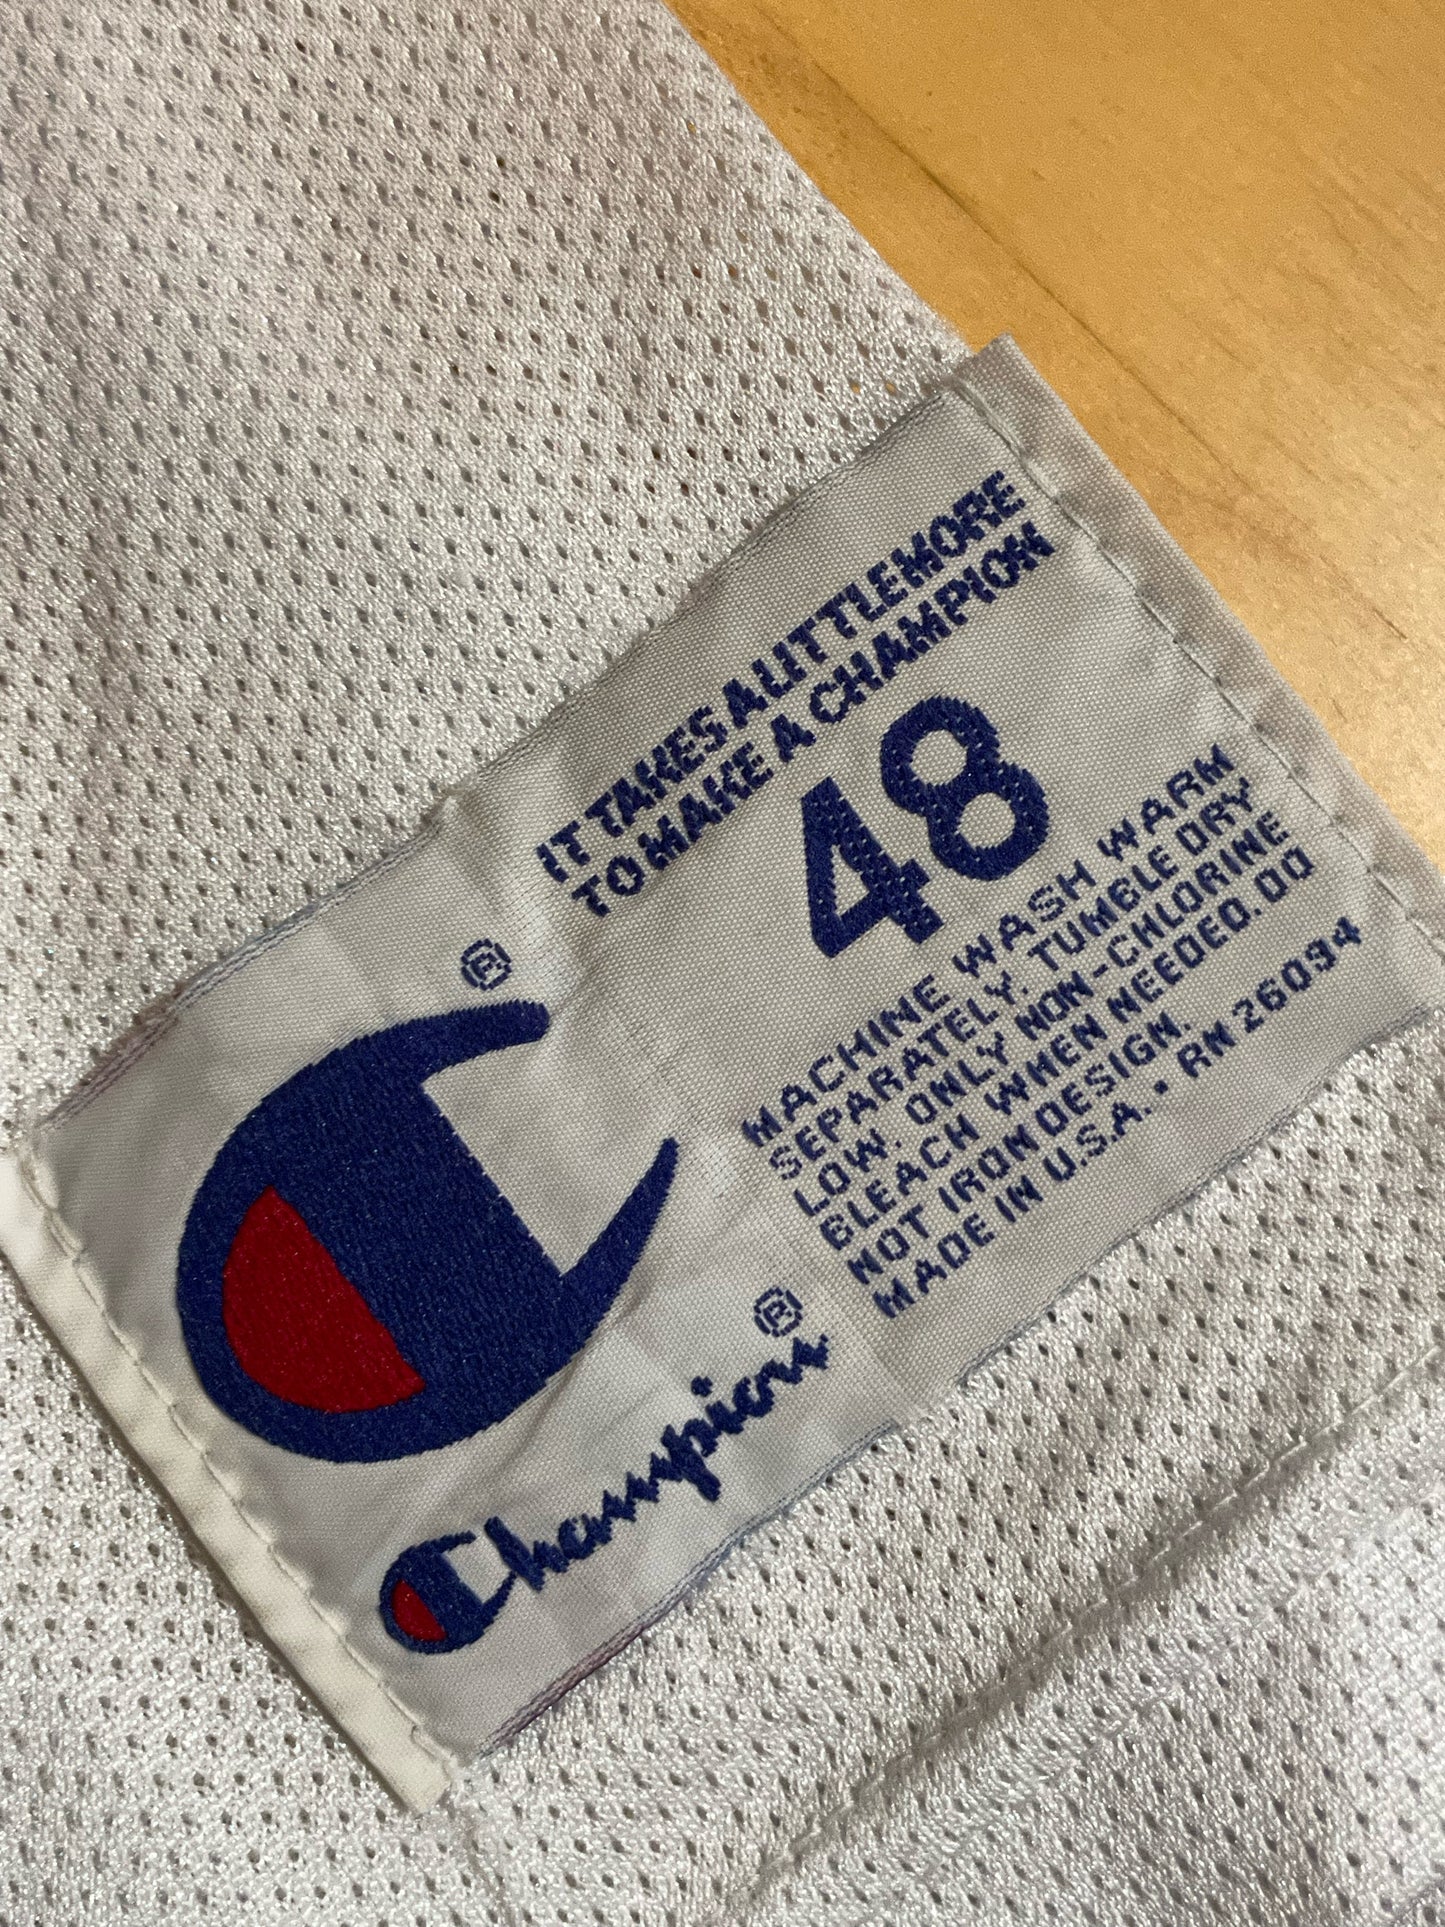 IT TAKES A LITTLE MORE
TO MAKE A CHAMPION
48
MACHINE WASH WARM
SEPARATELY. TUMBLE DRY
LOW. ONLY NON-CHLORINE
BLEACH WHEN NEEDED. DO
NOT IRON DESIGN.
MADE IN U.S.A. • RN 26094
®
Champion®